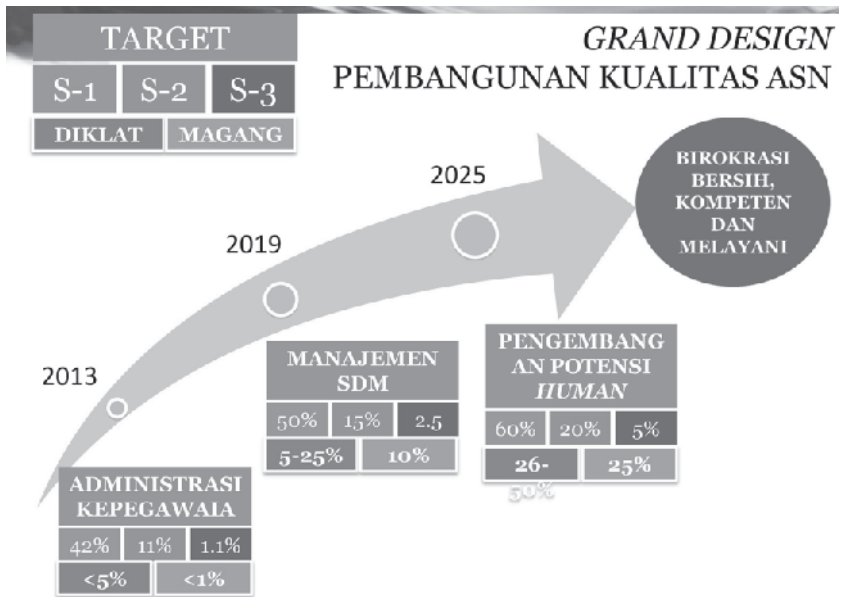 TARGET
S-1 S-2 S-3
DIKLAT MAGANG
GRAND DESIGN
PEMBANGUNAN KUALITAS ASN
2013
2019
2025
BIROKRASI
BERSIH,
KOMPETEN
DAN
MELAYANI
ADMINISTRASI
KEPEGAWAIA
42% 11% 1.1%
<5% <1%
MANAJEMEN
SDM
50% 15% 2.5
5-25% 10%
PENGEMBANG
AN POTENSI
HUMAN
60% 20% 5%
26- 25%
50%